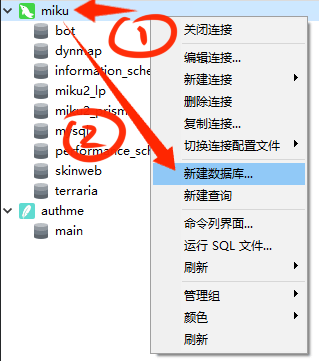 miku
bot
dynmap
information_sche
miku2_lp
miku2_prism
mysql
performance_sch
skinweb
terraria
authme
main
1
2
关闭连接
编辑连接...
新建连接
删除连接
复制连接...
切换连接配置文件
新建数据库...
新建查询
命令列界面...
运行 SQL 文件...
刷新
管理组
颜色
刷新